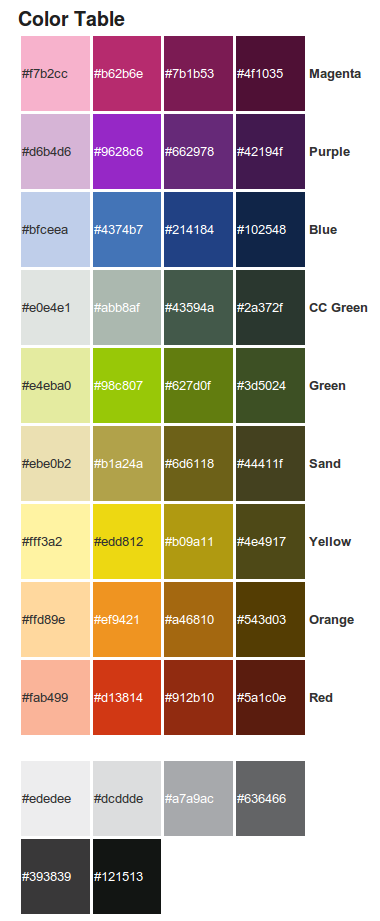 Color Table
#f7b2cc #b62b6e #7b1b53 #4f1035 Magenta
#d6b4d6 #9628c6 #662978 #42194f Purple
#bfceea #4374b7 #214184 #102548 Blue
#e0e4e1 #abb8af #43594a #2a372f CC Green
#e4eba0 #98c807 #627d0f #3d5024 Green
#ebe0b2 #b1a24a #6d6118 #44411f Sand
#fff3a2 #edd812 #b09a11 #4e4917 Yellow
#ffd89e #ef9421 #a46810 #543d03 Orange
#fab499 #d13814 #912b10 #5a1c0e Red
#ededee #dcddde #a7a9ac #636466
#393839 #121513